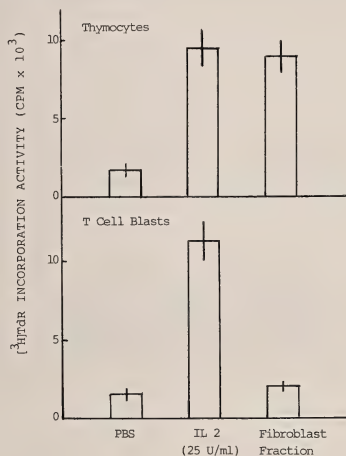 [³H]TdR INCORPORATION ACTIVITY (CPM x 10³)
Thymocytes
10
5
0
T Cell Blasts
10
5
0
PBS
IL 2
(25 U/ml)
Fibroblast
Fraction